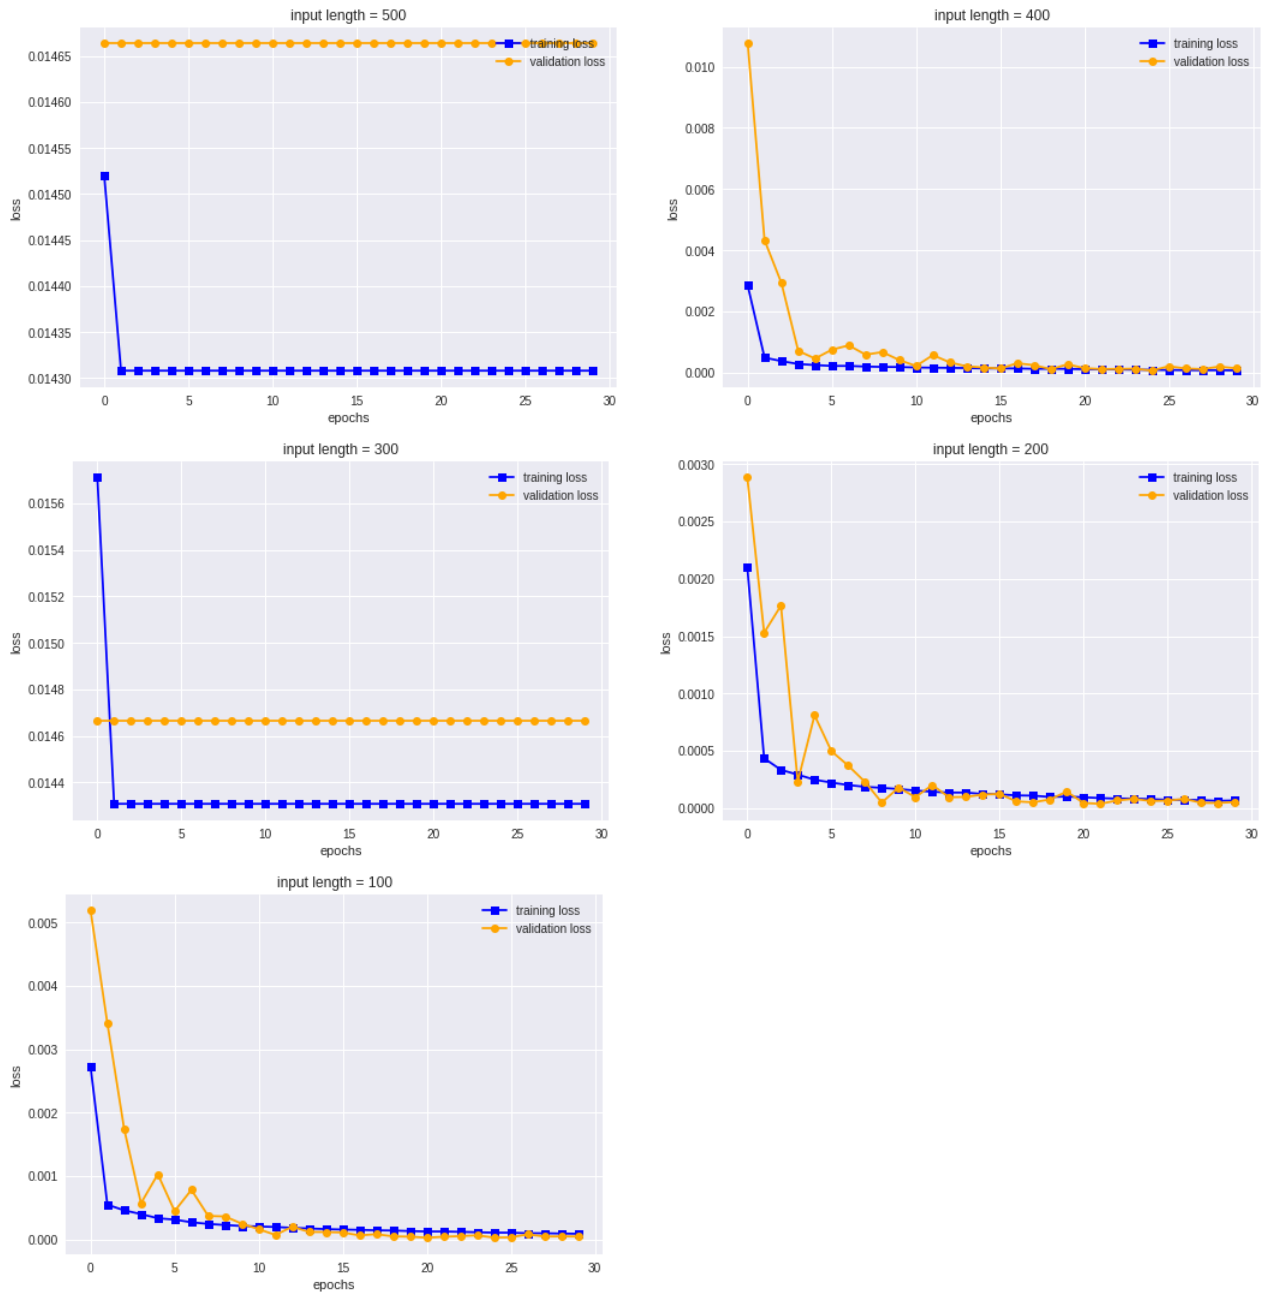 input length = 500
0.01465
0.01460
0.01455
0.01450
0.01445
0.01440
0.01435
0.01430
loss
training loss
validation loss
0 5 10 15 20 25 30
epochs
input length = 400
0.010
0.008
0.006
0.004
0.002
0.000
loss
training loss
validation loss
0 5 10 15 20 25 30
epochs
input length = 300
0.0156
0.0154
0.0152
0.0150
0.0148
0.0146
0.0144
loss
training loss
validation loss
0 5 10 15 20 25 30
epochs
input length = 200
0.0030
0.0025
0.0020
0.0015
0.0010
0.0005
0.0000
loss
training loss
validation loss
0 5 10 15 20 25 30
epochs
input length = 100
0.005
0.004
0.003
0.002
0.001
0.000
loss
training loss
validation loss
0 5 10 15 20 25 30
epochs